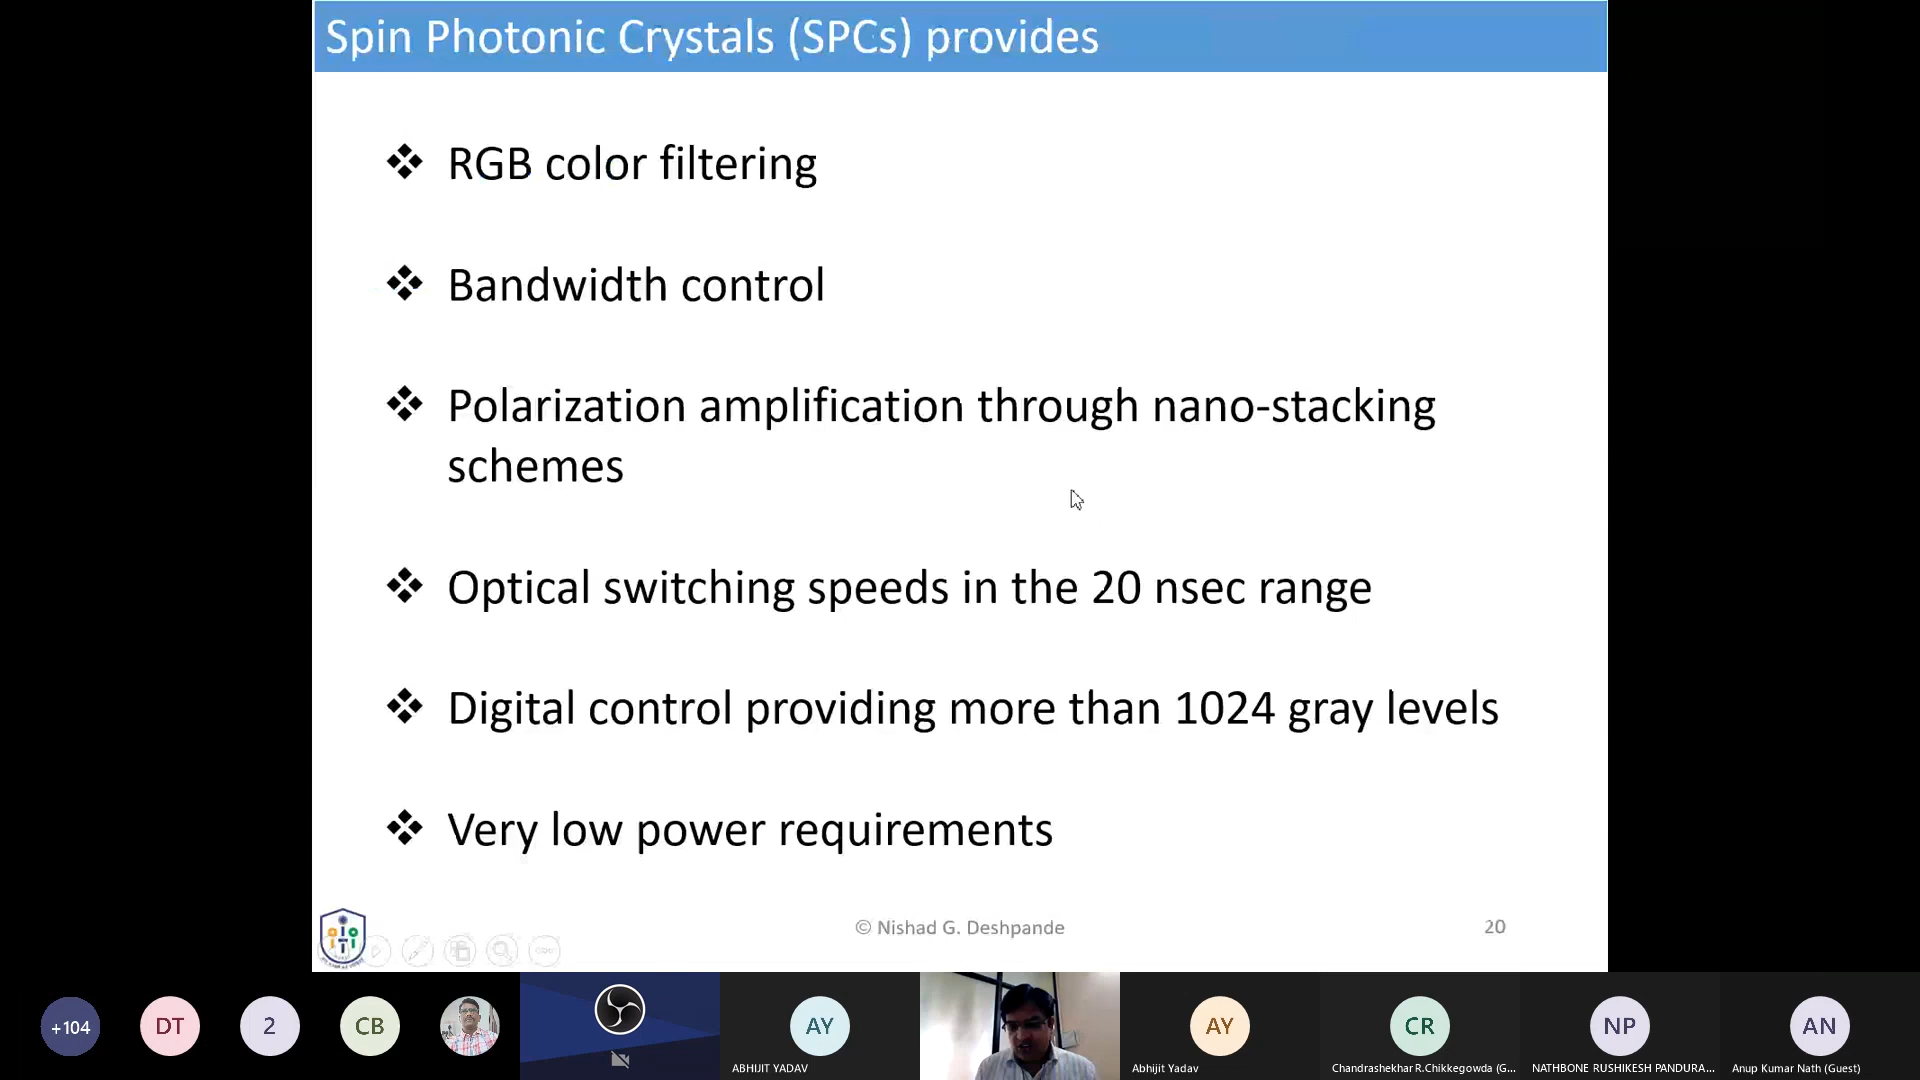 Spin Photonic Crystals (SPCs) provides
❖ RGB color filtering
❖ Bandwidth control
❖ Polarization amplification through nano-stacking
schemes
❖ Optical switching speeds in the 20 nsec range
❖ Digital control providing more than 1024 gray levels
❖ Very low power requirements
© Nishad G. Deshpande
20
+104
DT
2
CB
AY
ABHIJIT YADAV
AY
Abhijit Yadav
CR
Chandrashekhar R.Chikkegowda (G...
NP
NATHBONE RUSHIKESH PANDURA...
AN
Anup Kumar Nath (Guest)